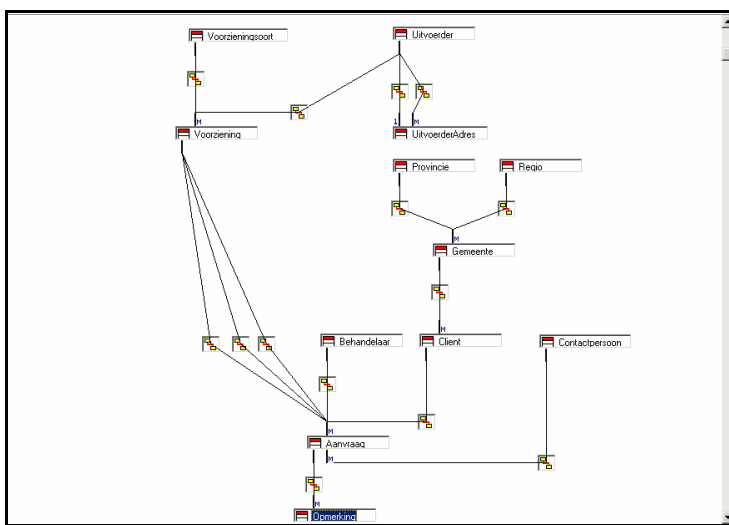 Voorzieningsoort
Uitvoerder
M
1
M
Voorziening
UitvoerderAdres
Provincie
Regio
M
Gemeente
M
Behandelaar
Client
Contactpersoon
M
Aanvraag
M
M
Opmerking